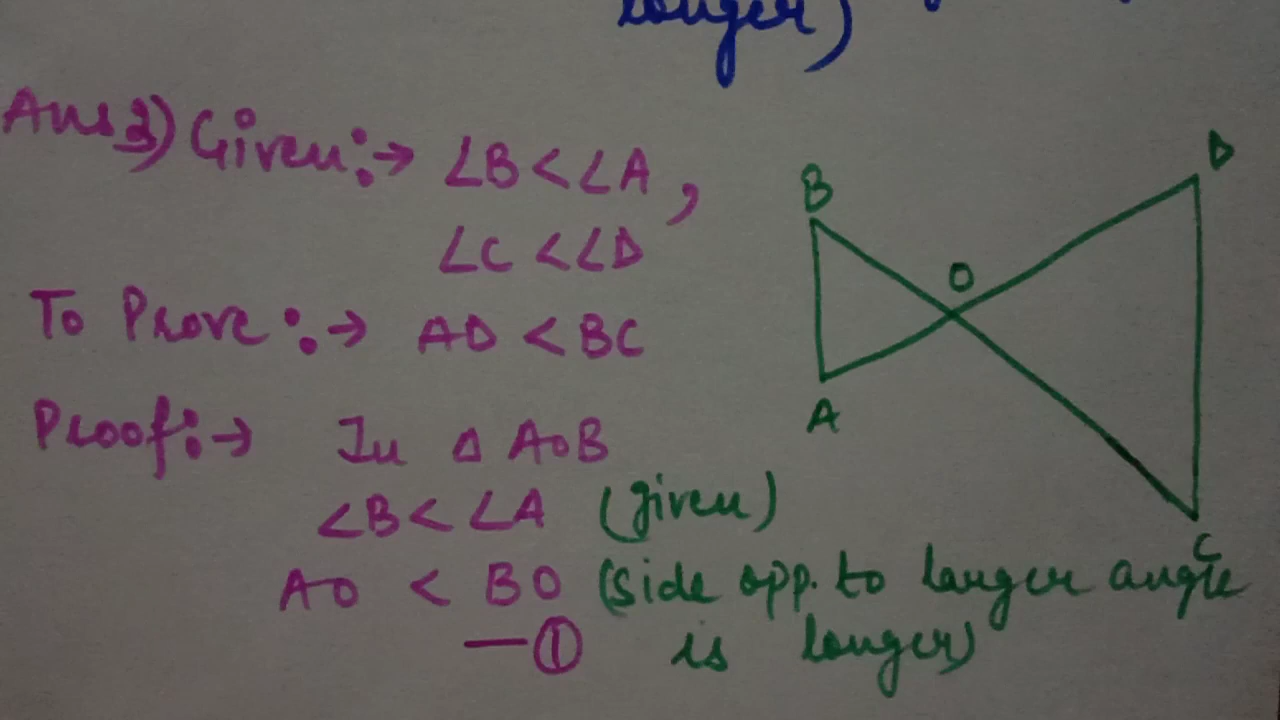 longer)
Ans 3) Given:→ ∠B < ∠A,
∠C < ∠D
To Prove:→ AD < BC
Proof:→ In Δ AOB
∠B < ∠A (given)
AO < BO (side opp. to larger angle
—① is longer)
B
D
O
A
C